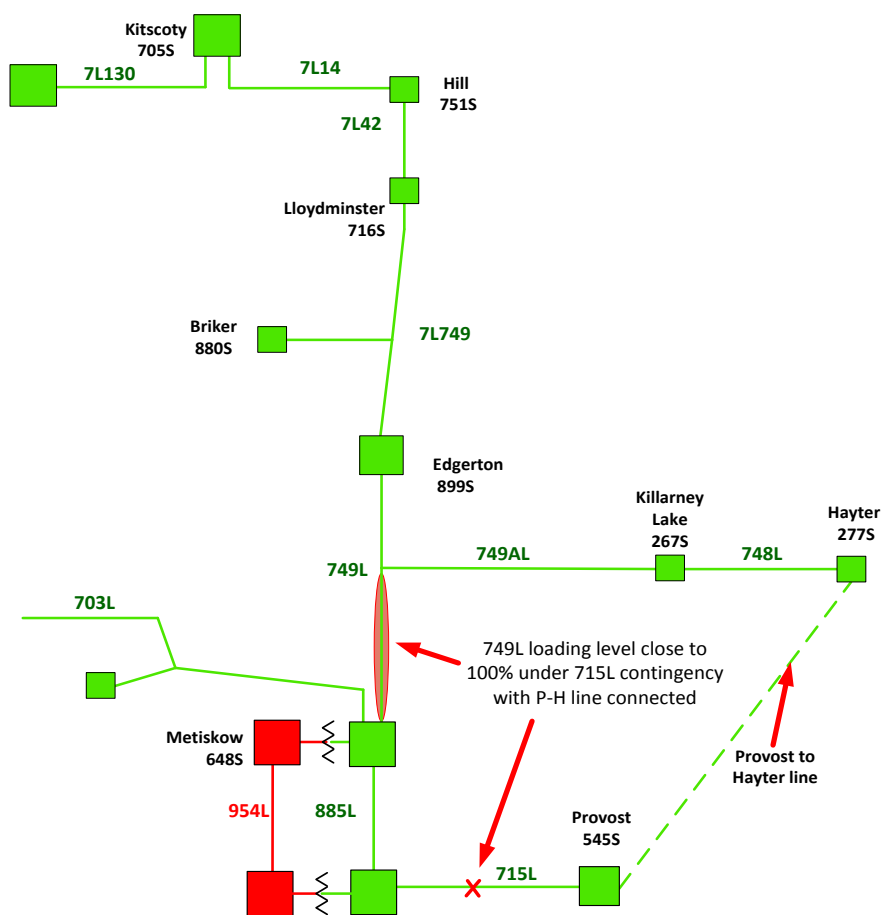 Kitscoty
705S
7L130
7L14
Hill
751S
7L42
Lloydminster
716S
Briker
880S
7L749
Edgerton
899S
Killarney
Lake
267S
Hayter
277S
749L
749AL
748L
703L
749L loading level close to
100% under 715L contingency
with P-H line connected
Metiskow
648S
Provost to
Hayter line
954L
885L
Provost
545S
715L